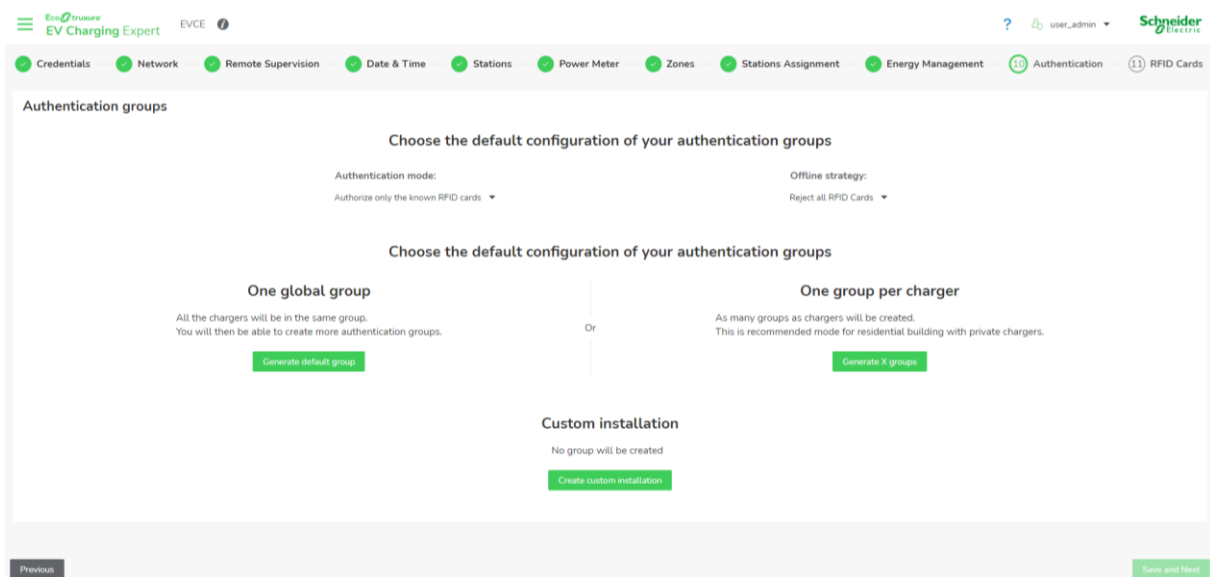 EcoStruxure
EV Charging Expert
EVCE
?
user_admin
Schneider
Electric
Credentials
Network
Remote Supervision
Date & Time
Stations
Power Meter
Zones
Stations Assignment
Energy Management
10 Authentication
11 RFID Cards
Authentication groups
Choose the default configuration of your authentication groups
Authentication mode:
Offline strategy:
Authorize only the known RFID cards
Reject all RFID Cards
Choose the default configuration of your authentication groups
One global group
All the chargers will be in the same group.
You will then be able to create more authentication groups.
Generate default group
Or
One group per charger
As many groups as chargers will be created.
This is recommended mode for residential building with private chargers.
Generate X groups
Custom installation
No group will be created
Create custom installation
Previous
Save and Next